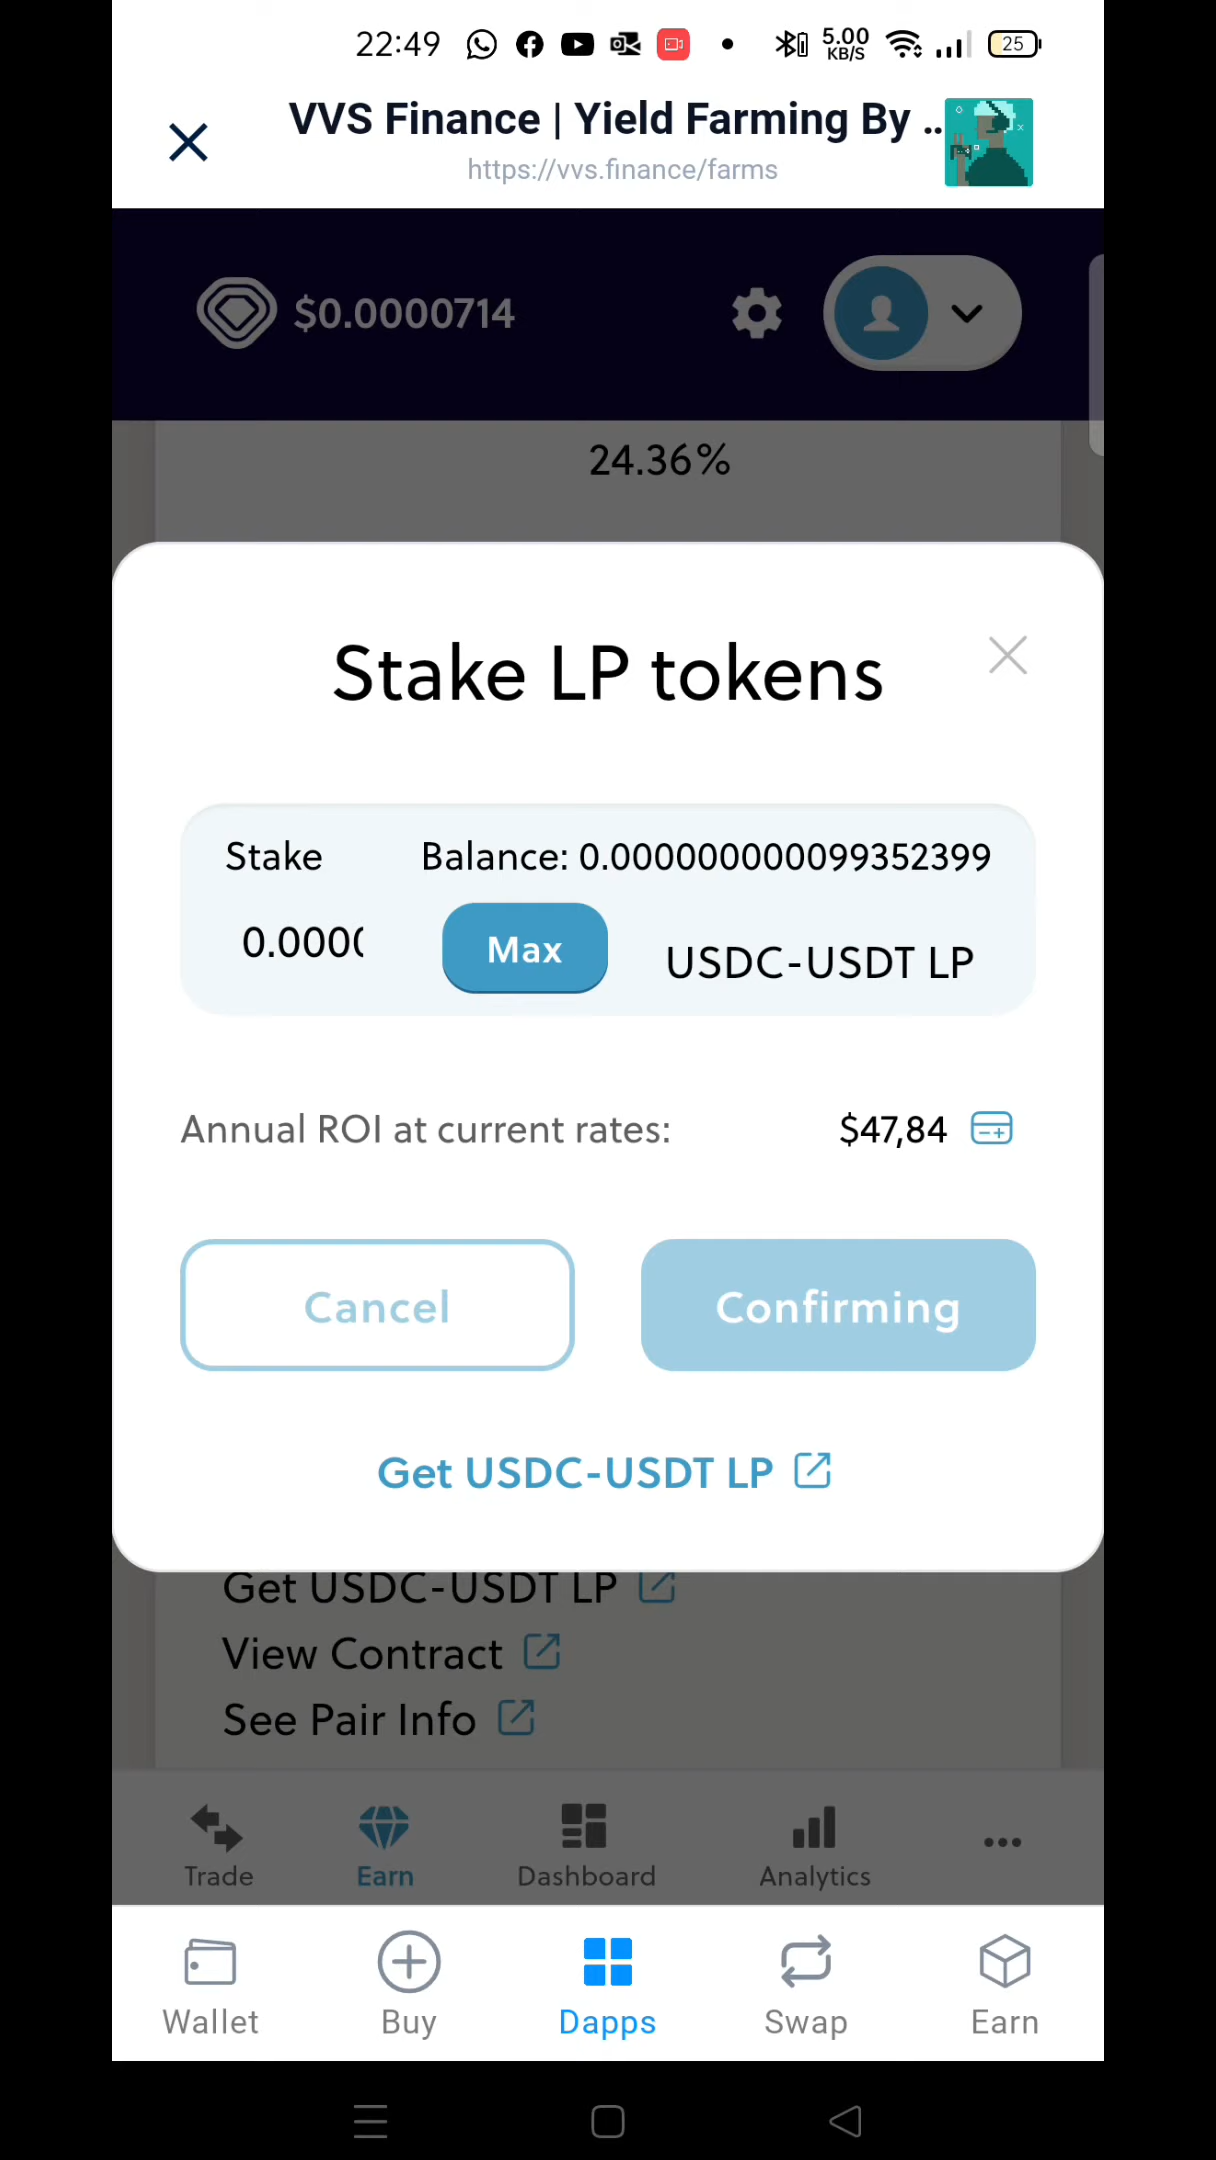 22:49
5.00
KB/S
25
VVS Finance | Yield Farming By ..
https://vvs.finance/farms
$0.0000714
24.36%
Stake LP tokens
Stake
Balance: 0.000000000099352399
0.000
Max
USDC-USDT LP
Annual ROI at current rates:
$47,84
Cancel
Confirming
Get USDC-USDT LP
Get USDC-USDT LP
View Contract
See Pair Info
Trade
Earn
Dashboard
Analytics
Wallet
Buy
Dapps
Swap
Earn